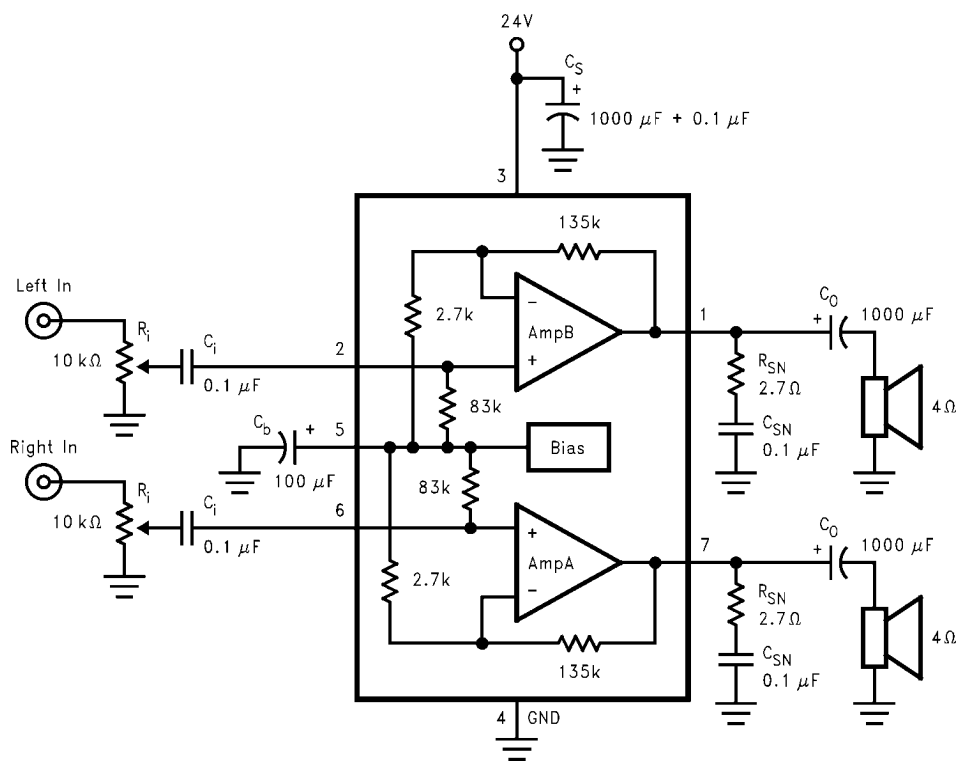 24V
C_S
+
1000 μF + 0.1 μF
3
135k
Left In
R_i
10 kΩ
C_i
0.1 μF
2
2.7k
−
AmpB
+
1
C_O
+
1000 μF
R_SN
2.7Ω
C_SN
0.1 μF
4Ω
83k
C_b
+
5
100 μF
Bias
Right In
R_i
10 kΩ
C_i
0.1 μF
6
83k
2.7k
+
AmpA
−
7
C_O
+
1000 μF
R_SN
2.7Ω
C_SN
0.1 μF
4Ω
135k
4 GND